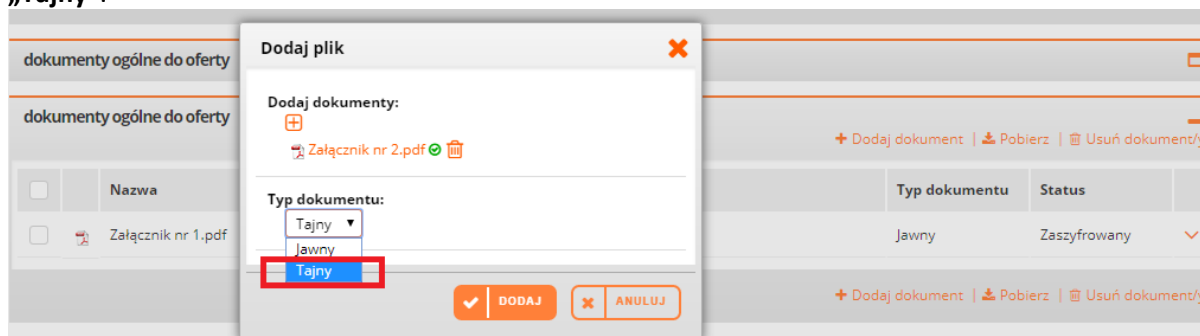 „Tajny”.
dokumenty ogólne do oferty
Dodaj plik
dokumenty ogólne do oferty
Dodaj dokumenty:
Załącznik nr 2.pdf
Dodaj dokument | Pobierz | Usuń dokument/y
Nazwa Typ dokumentu Status
Typ dokumentu:
Tajny
Załącznik nr 1.pdf Jawny Zaszyfrowany
Jawny
Tajny
DODAJ ANULUJ
Dodaj dokument | Pobierz | Usuń dokument/y